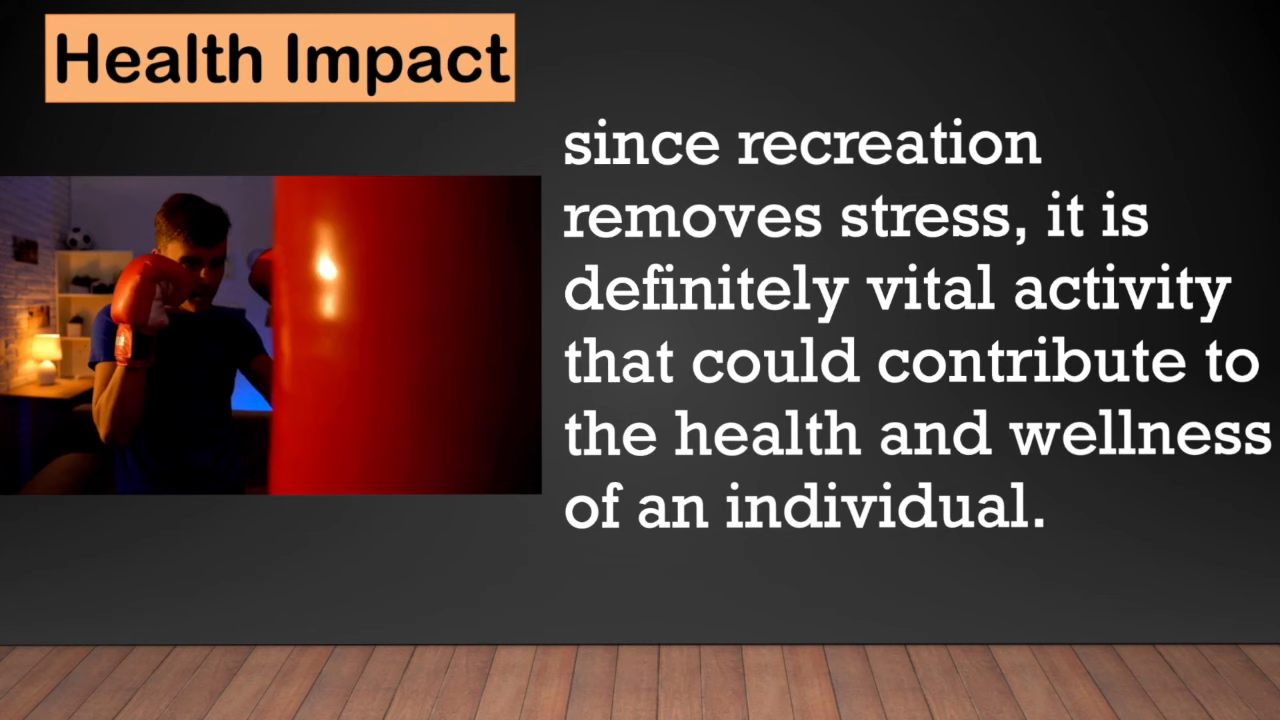 Health Impact
since recreation
removes stress, it is
definitely vital activity
that could contribute to
the health and wellness
of an individual.